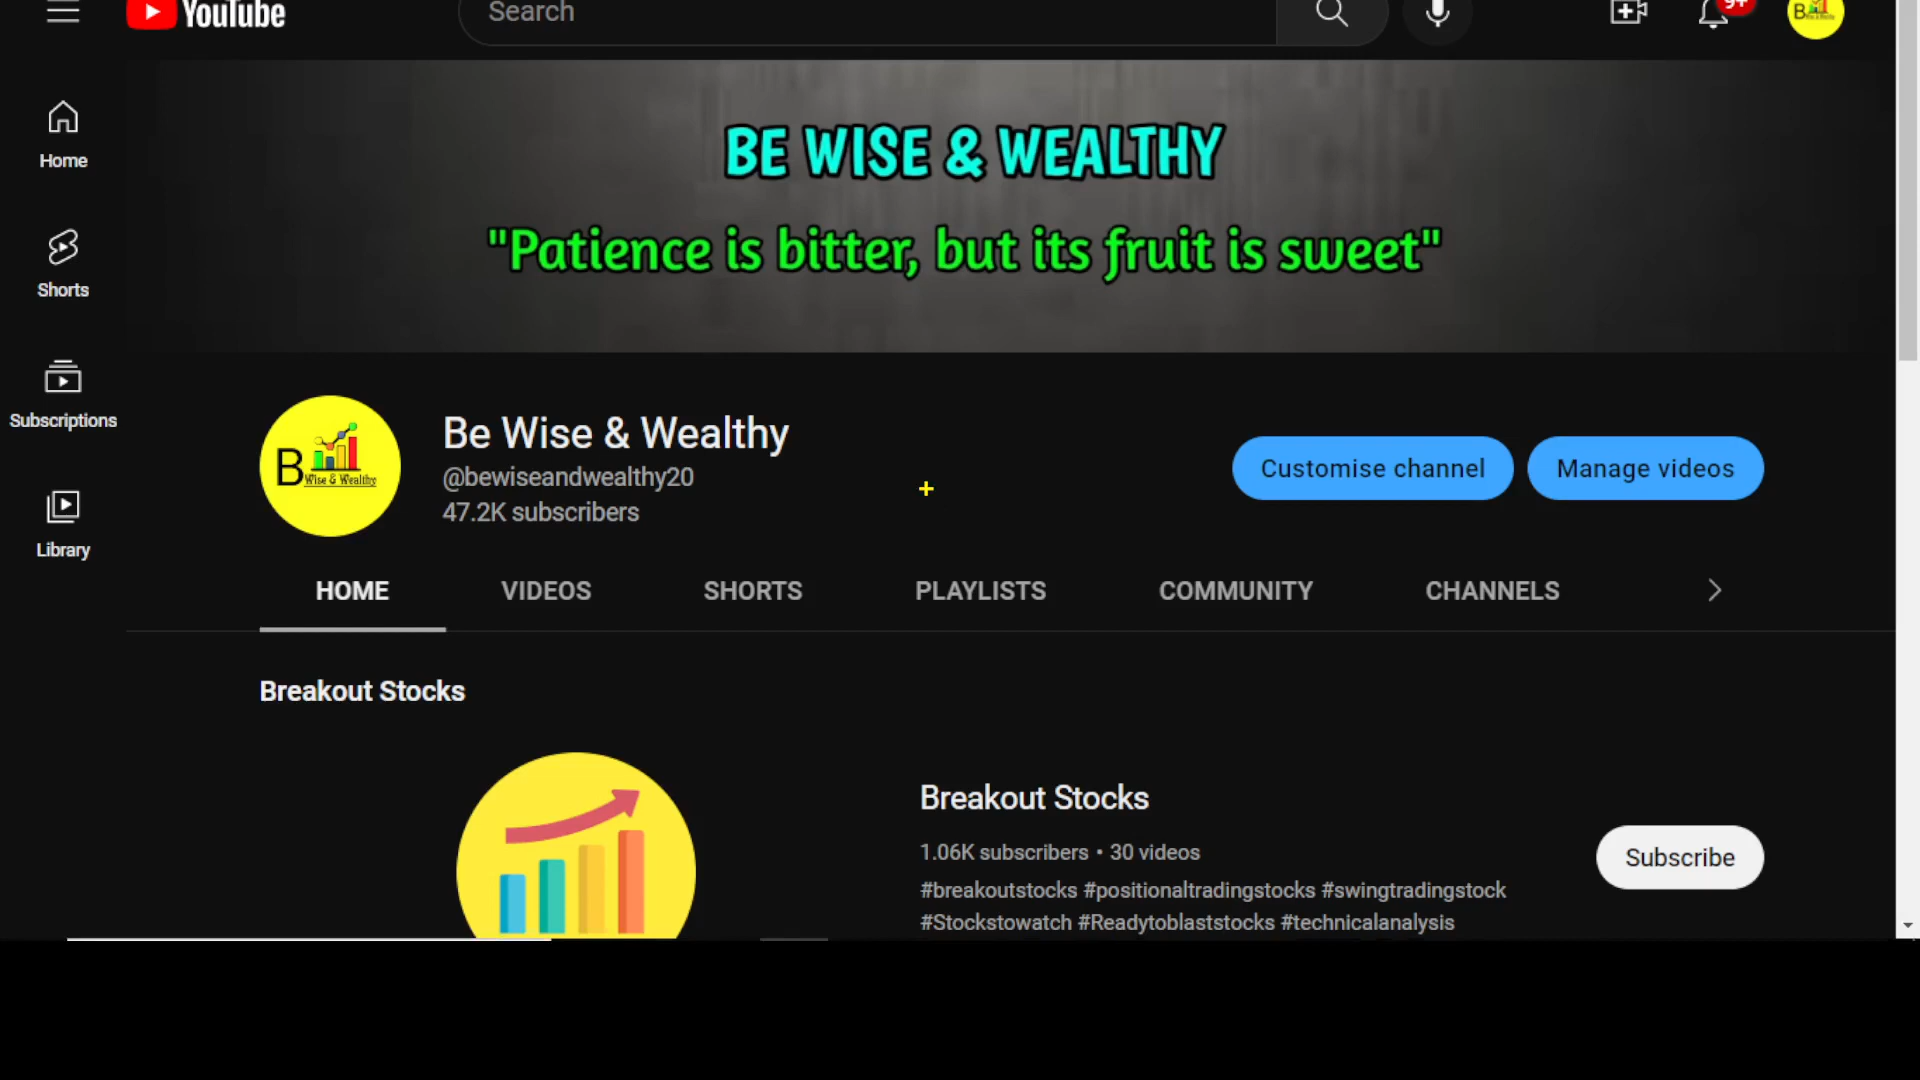 YouTube
Search
9+
B
Home
BE WISE & WEALTHY
"Patience is bitter, but its fruit is sweet"
Shorts
Subscriptions
B Wise & Wealthy
Be Wise & Wealthy
@bewiseandwealthy20
47.2K subscribers
Customise channel
Manage videos
Library
HOME
VIDEOS
SHORTS
PLAYLISTS
COMMUNITY
CHANNELS
Breakout Stocks
Breakout Stocks
1.06K subscribers • 30 videos
#breakoutstocks #positionaltradingstocks #swingtradingstock
#Stockstowatch #Readytoblaststocks #technicalanalysis
Subscribe